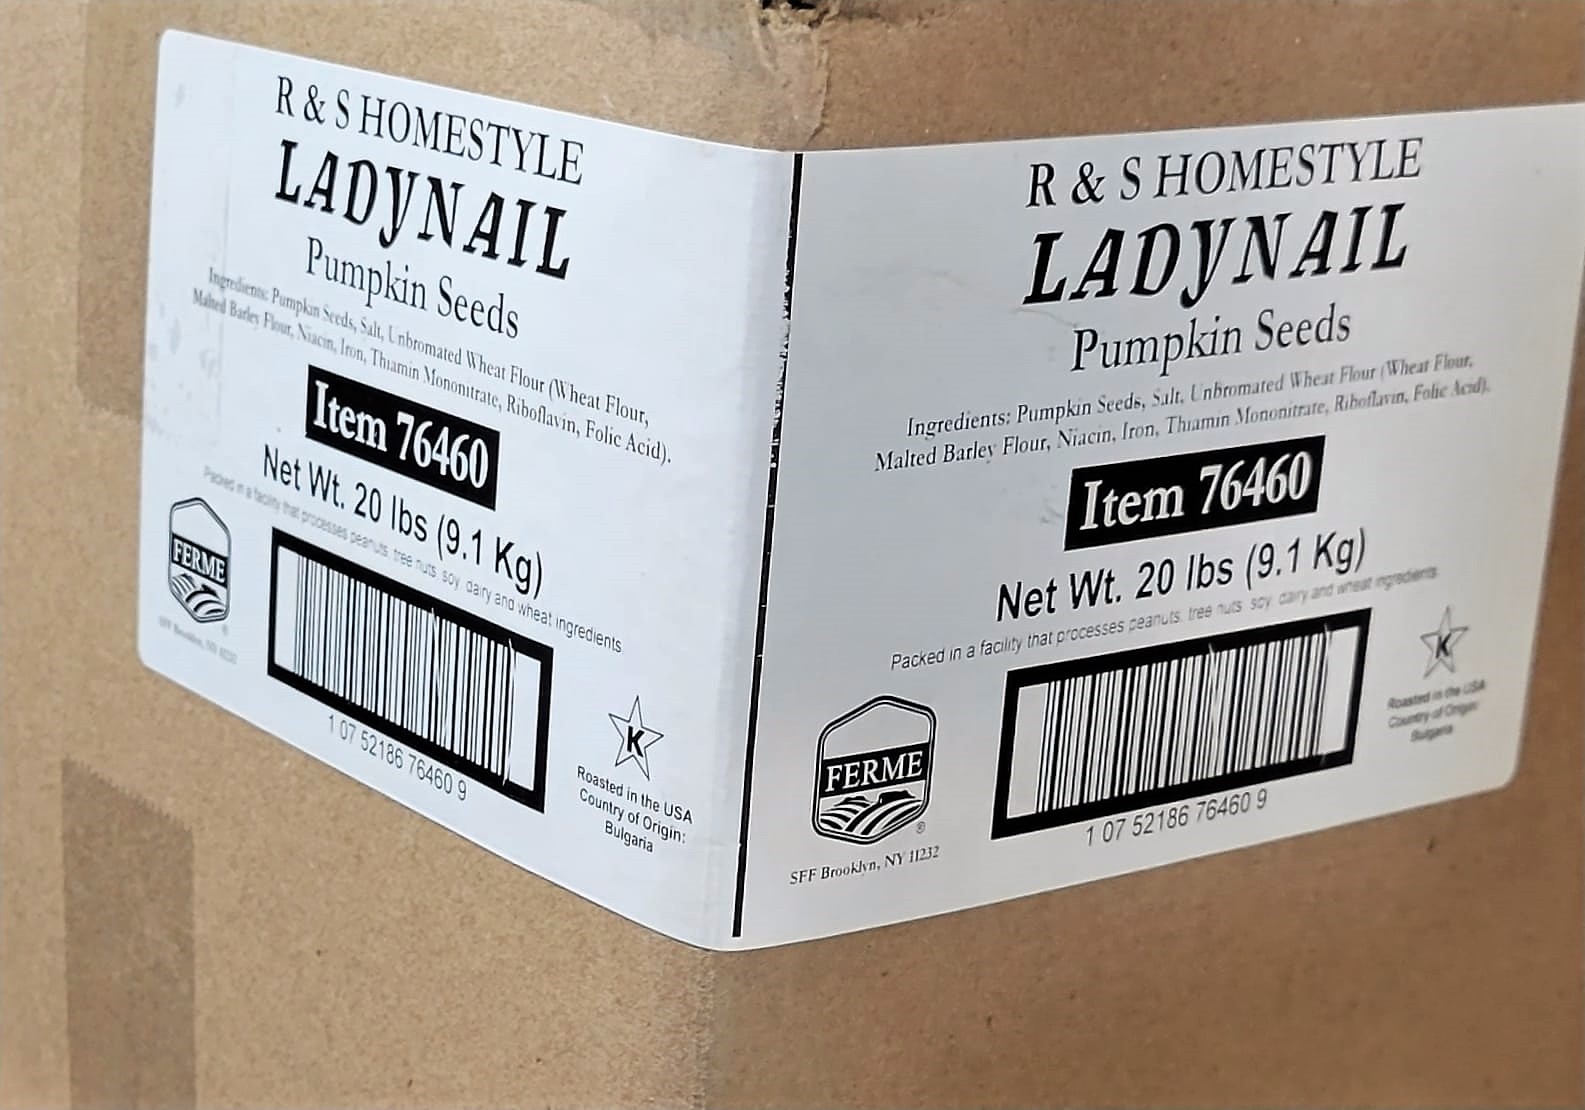 R & S HOMESTYLE
LADYNAIL
Pumpkin Seeds
Ingredients: Pumpkin Seeds, Salt, Unbromated Wheat Flour (Wheat Flour,
Malted Barley Flour, Niacin, Iron, Thiamin Mononitrate, Riboflavin, Folic Acid).
Item 76460
Net Wt. 20 lbs (9.1 Kg)
Packed in a facility that processes peanuts, tree nuts, soy, dairy and wheat ingredients
FERME
®
SFF Brooklyn, NY 11232
1 07 52186 76460 9
K
Roasted in the USA
Country of Origin:
Bulgaria
R & S HOMESTYLE
LADYNAIL
Pumpkin Seeds
Ingredients: Pumpkin Seeds, Salt, Unbromated Wheat Flour (Wheat Flour,
Malted Barley Flour, Niacin, Iron, Thiamin Mononitrate, Riboflavin, Folic Acid).
Item 76460
Net Wt. 20 lbs (9.1 Kg)
Packed in a facility that processes peanuts, tree nuts, soy, dairy and wheat ingredients
FERME
®
SFF Brooklyn, NY 11232
1 07 52186 76460 9
K
Roasted in the USA
Country of Origin:
Bulgaria